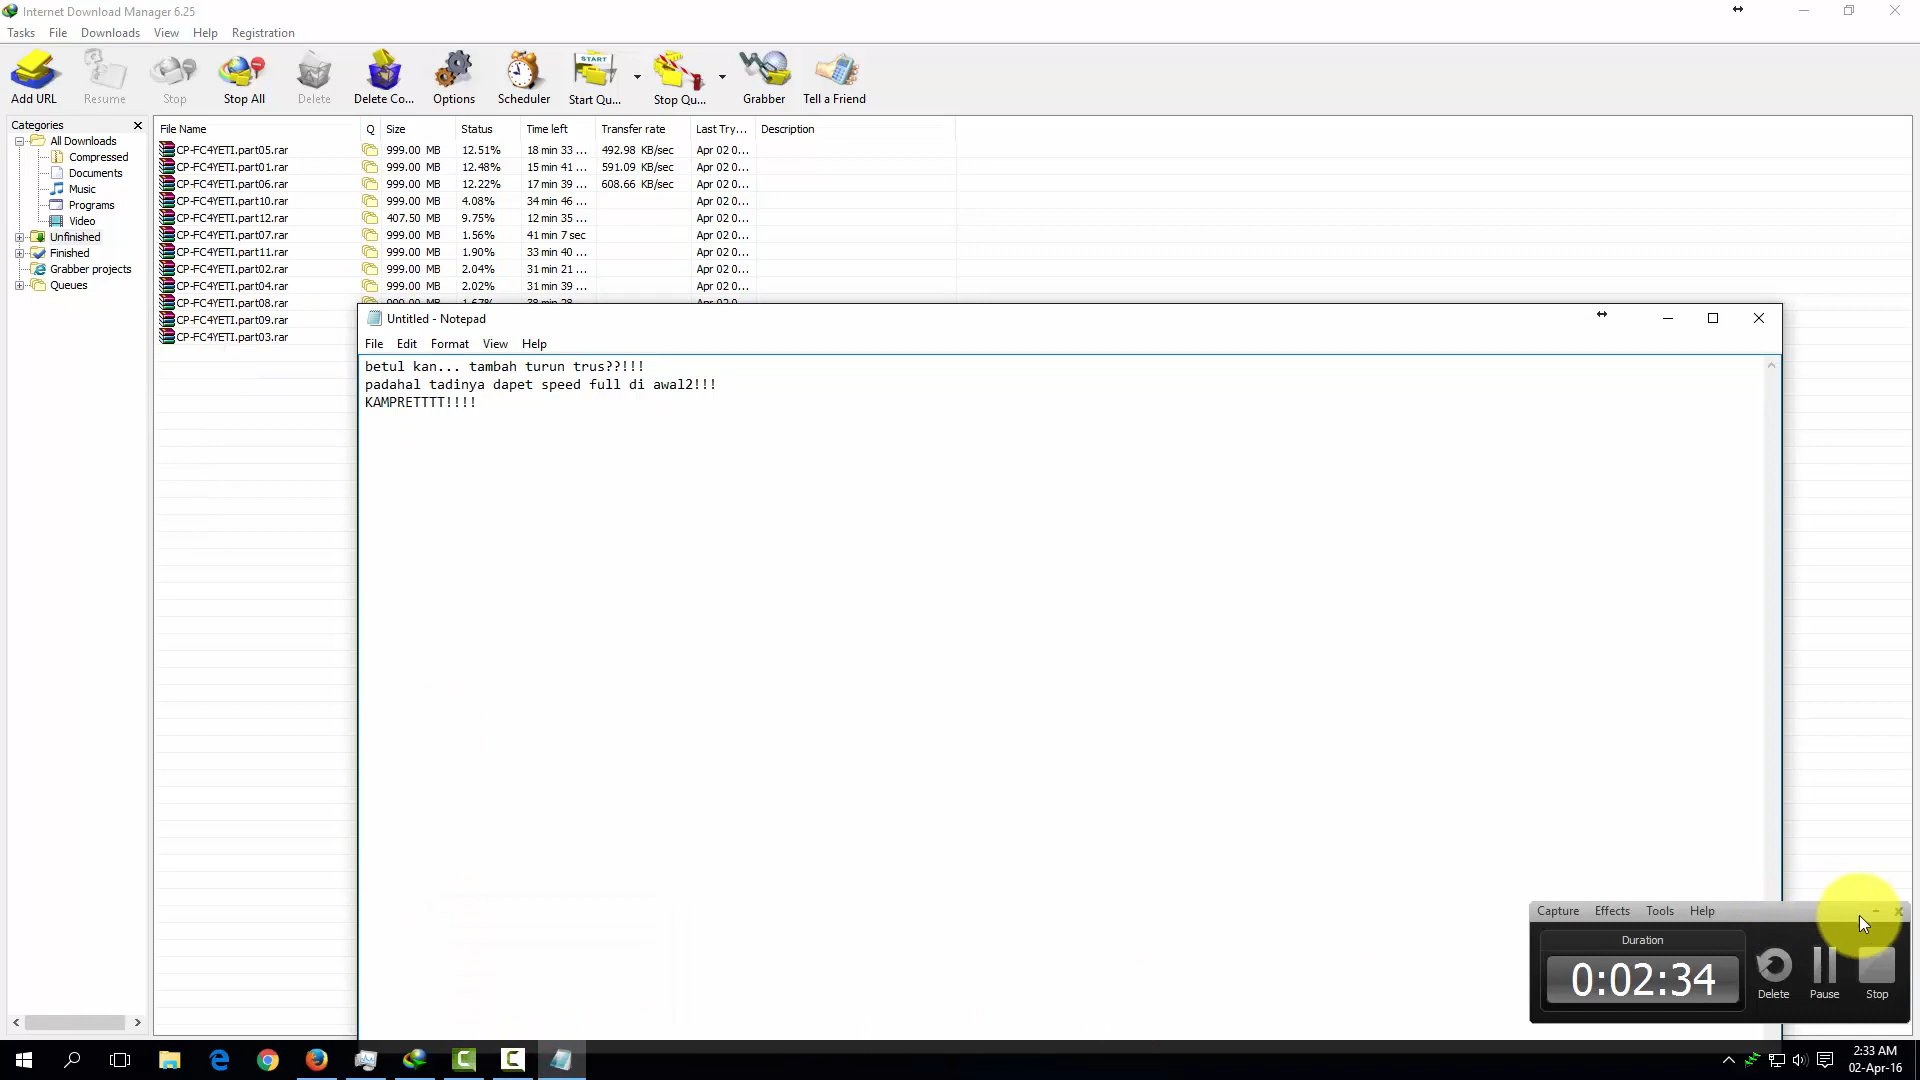 Internet Download Manager 6.25
Tasks File Downloads View Help Registration
Add URL Resume Stop Stop All Delete Delete Co... Options Scheduler Start Qu... Stop Qu... Grabber Tell a Friend
Categories
All Downloads
Compressed
Documents
Music
Programs
Video
Unfinished
Finished
Grabber projects
Queues
File Name Q Size Status Time left Transfer rate Last Try... Description
CP-FC4YETI.part05.rar 999.00 MB 12.51% 18 min 33 ... 492.98 KB/sec Apr 02 0...
CP-FC4YETI.part01.rar 999.00 MB 12.48% 15 min 41 ... 591.09 KB/sec Apr 02 0...
CP-FC4YETI.part06.rar 999.00 MB 12.22% 17 min 39 ... 608.66 KB/sec Apr 02 0...
CP-FC4YETI.part10.rar 999.00 MB 4.08% 34 min 46 ... Apr 02 0...
CP-FC4YETI.part12.rar 407.50 MB 9.75% 12 min 35 ... Apr 02 0...
CP-FC4YETI.part07.rar 999.00 MB 1.56% 41 min 7 sec Apr 02 0...
CP-FC4YETI.part11.rar 999.00 MB 1.90% 33 min 40 ... Apr 02 0...
CP-FC4YETI.part02.rar 999.00 MB 2.04% 31 min 21 ... Apr 02 0...
CP-FC4YETI.part04.rar 999.00 MB 2.02% 31 min 39 ... Apr 02 0...
CP-FC4YETI.part08.rar
CP-FC4YETI.part09.rar
CP-FC4YETI.part03.rar
Untitled - Notepad
File Edit Format View Help
betul kan... tambah turun trus??!!!
padahal tadinya dapet speed full di awal2!!!
KAMPRETTTT!!!!
Capture Effects Tools Help
Duration
0:02:34
Delete Pause Stop
2:33 AM
02-Apr-16